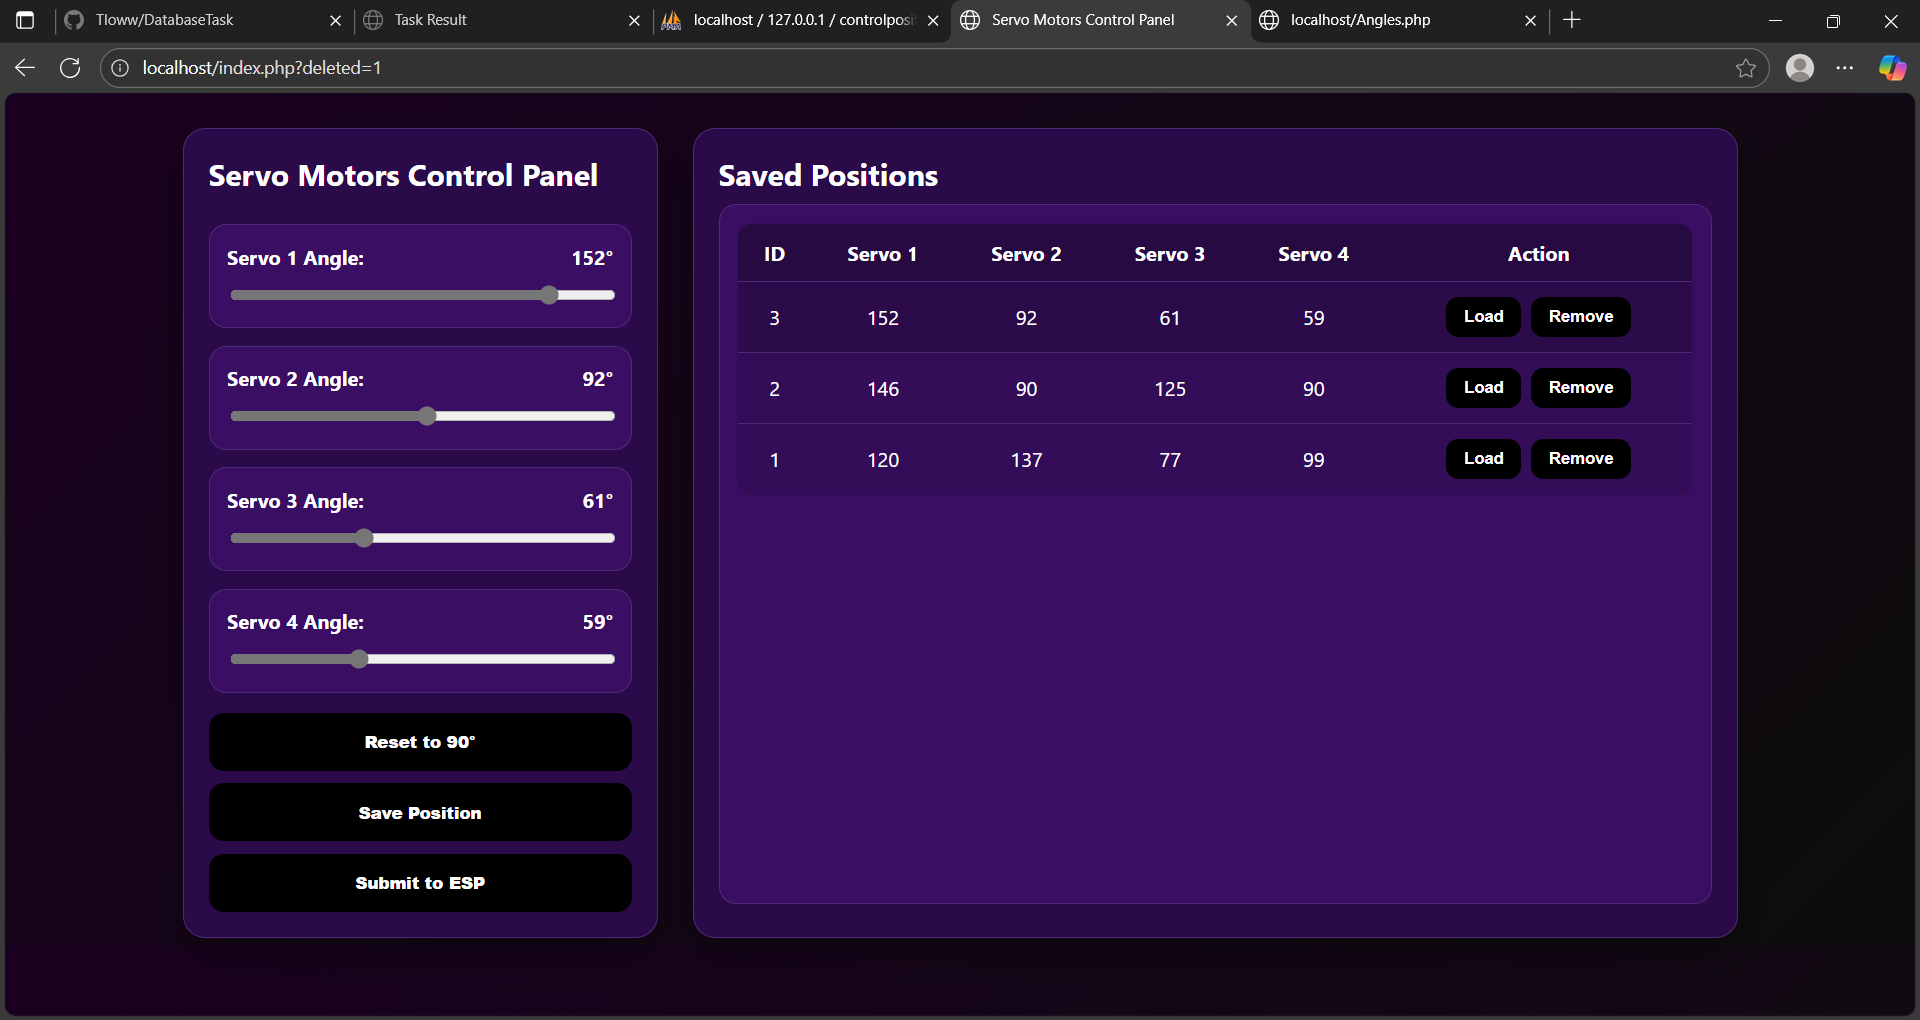 Tloww/DatabaseTask
Task Result
localhost / 127.0.0.1 / controlposi
Servo Motors Control Panel
localhost/Angles.php
localhost/index.php?deleted=1
Servo Motors Control Panel
Servo 1 Angle: 152°
Servo 2 Angle: 92°
Servo 3 Angle: 61°
Servo 4 Angle: 59°
Reset to 90°
Save Position
Submit to ESP
Saved Positions
ID Servo 1 Servo 2 Servo 3 Servo 4 Action
3 152 92 61 59 Load Remove
2 146 90 125 90 Load Remove
1 120 137 77 99 Load Remove